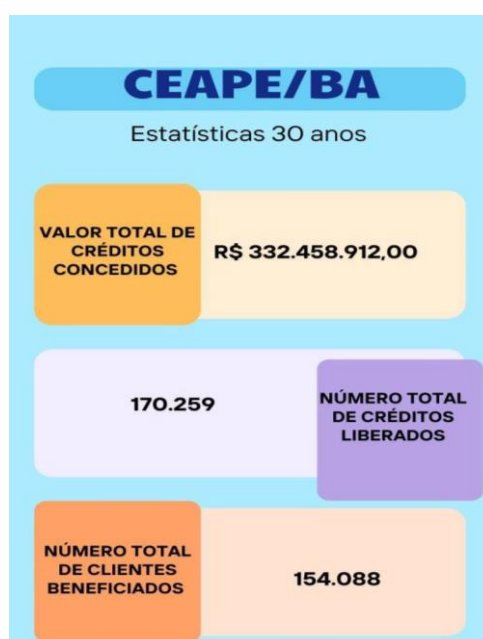 CEAPE/BA
Estatísticas 30 anos
VALOR TOTAL DE
CRÉDITOS
CONCEDIDOS
R$ 332.458.912,00
170.259
NÚMERO TOTAL
DE CRÉDITOS
LIBERADOS
NÚMERO TOTAL
DE CLIENTES
BENEFICIADOS
154.088